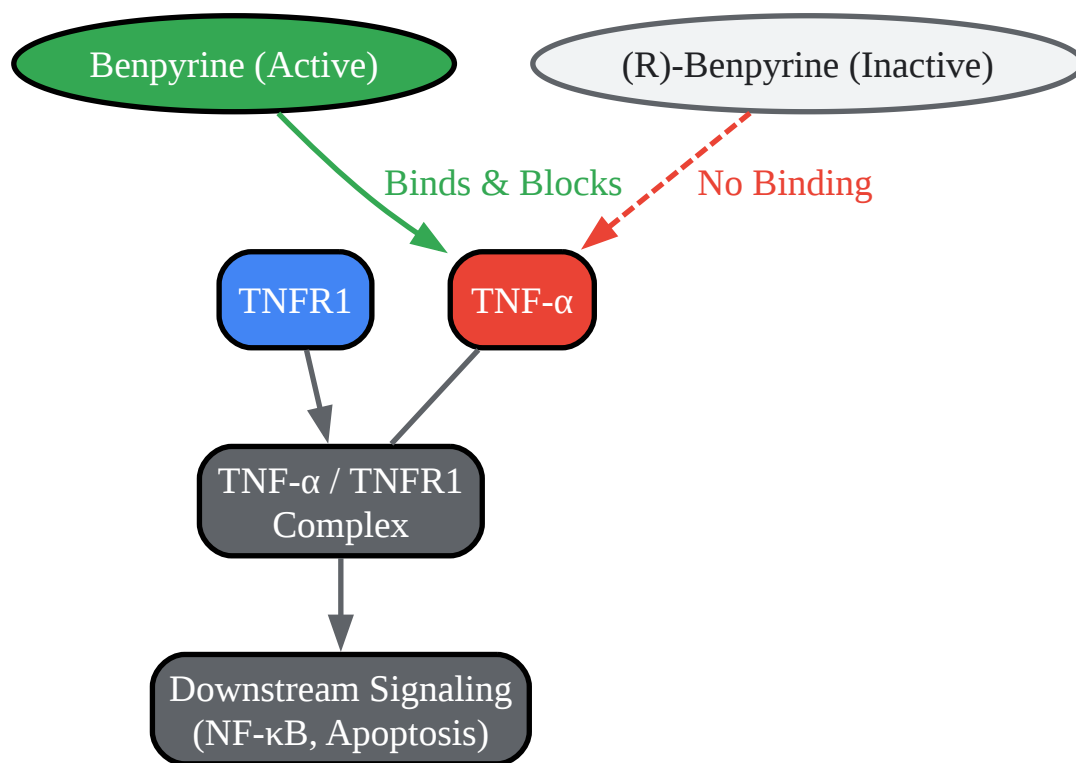 Benpyrine (Active)
(R)-Benpyrine (Inactive)
Binds & Blocks
No Binding
TNFR1
TNF-α
TNF-α / TNFR1
Complex
Downstream Signaling
(NF-κB, Apoptosis)